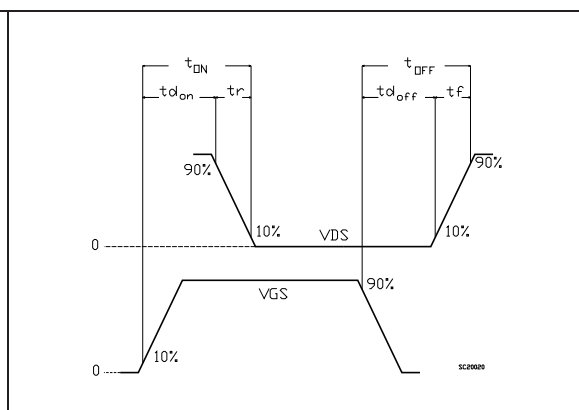 tON tOFF
tdon tr tdoff tf
90% 90%
10% 10%
VDS
0
90%
VGS
10%
0
SC20020